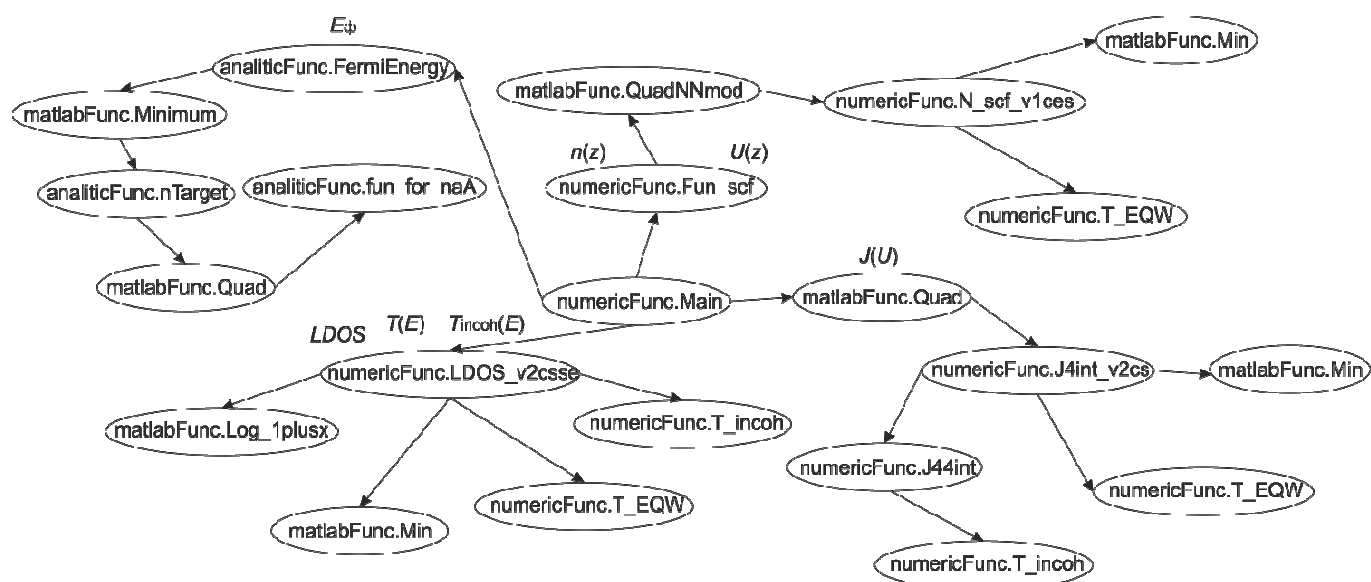 Eф
analiticFunc.FermiEnergy
matlabFunc.Min
matlabFunc.QuadNNmod
numericFunc.N_scf_v1ces
matlabFunc.Minimum
n(z)
U(z)
analiticFunc.nTarget
analiticFunc.fun for naA
numericFunc.Fun scf
numericFunc.T_EQW
J(U)
matlabFunc.Quad
numericFunc.Main
matlabFunc.Quad
LDOS
T(E)
Tincoh(E)
numericFunc.LDOS_v2csse
numericFunc.J4int_v2cs
matlabFunc.Min
matlabFunc.Log_1plusx
numericFunc.T_incoh
numericFunc.J44int
numericFunc.T_EQW
numericFunc.T_EQW
matlabFunc.Min
numericFunc.T_incoh